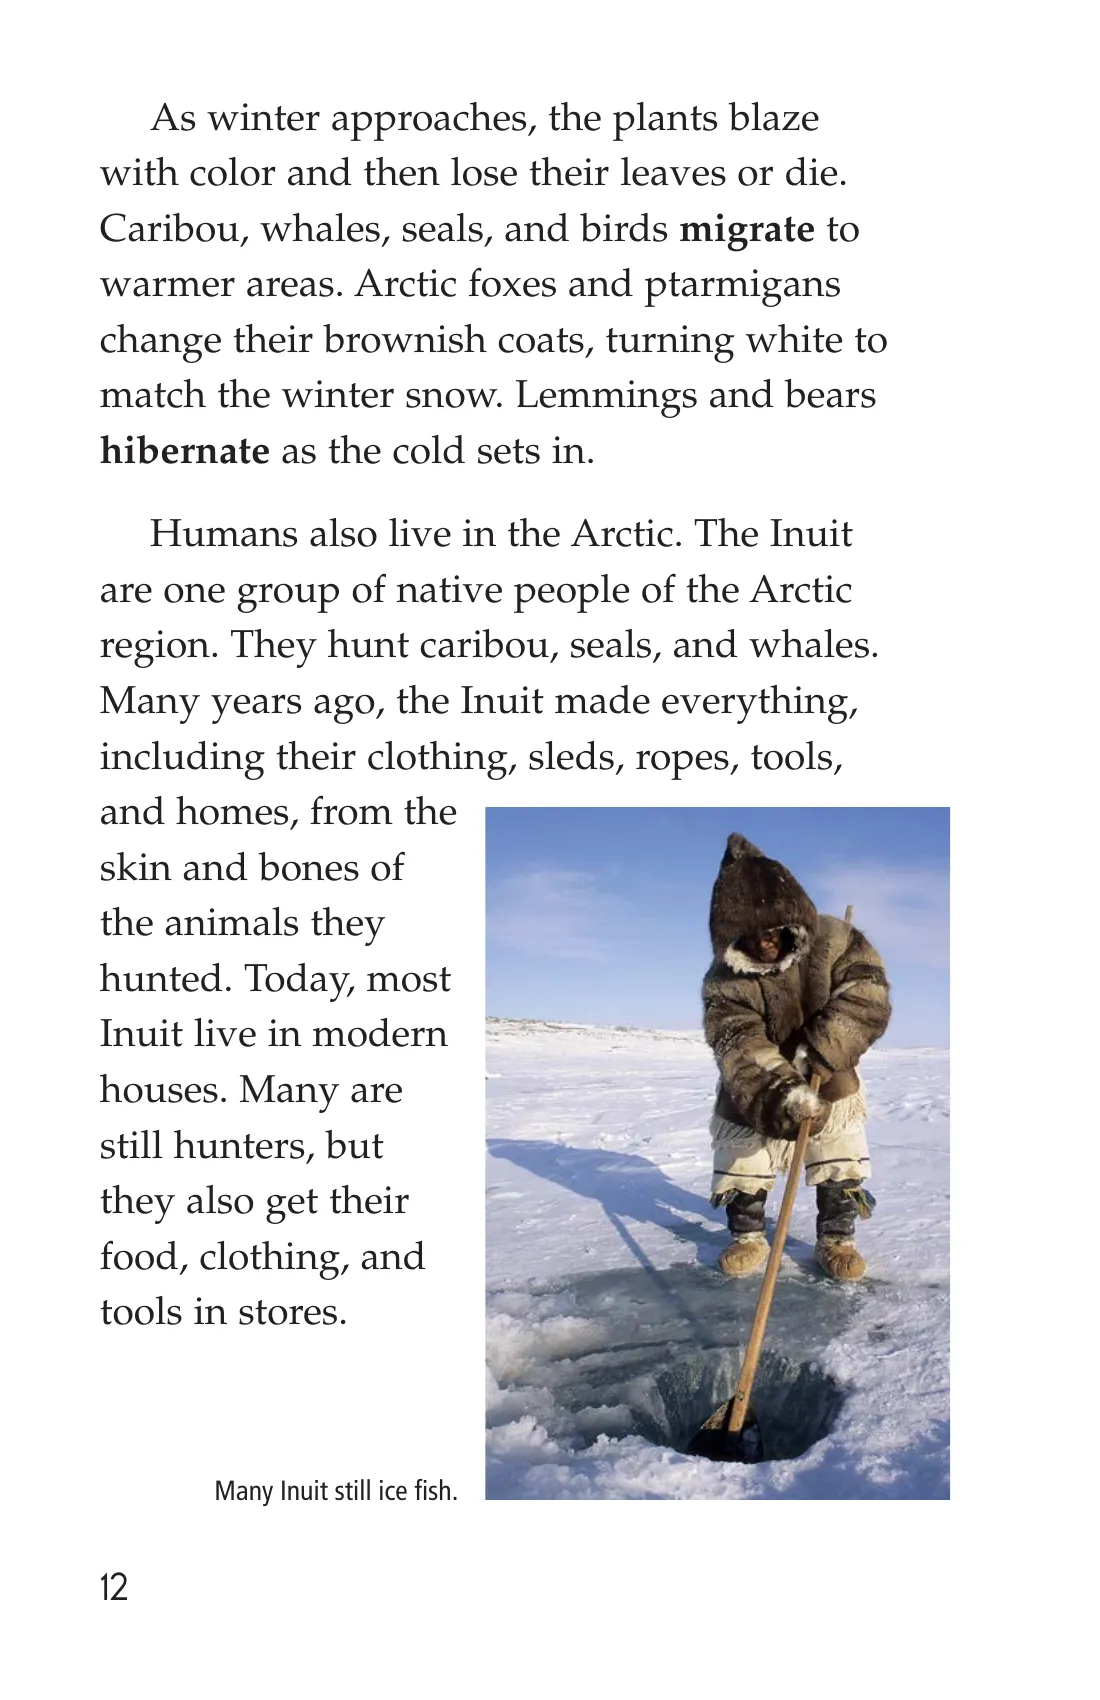 As winter approaches, the plants blaze
with color and then lose their leaves or die.
Caribou, whales, seals, and birds migrate to
warmer areas. Arctic foxes and ptarmigans
change their brownish coats, turning white to
match the winter snow. Lemmings and bears
hibernate as the cold sets in.
Humans also live in the Arctic. The Inuit
are one group of native people of the Arctic
region. They hunt caribou, seals, and whales.
Many years ago, the Inuit made everything,
including their clothing, sleds, ropes, tools,
and homes, from the
skin and bones of
the animals they
hunted. Today, most
Inuit live in modern
houses. Many are
still hunters, but
they also get their
food, clothing, and
tools in stores.
Many Inuit still ice fish.
12